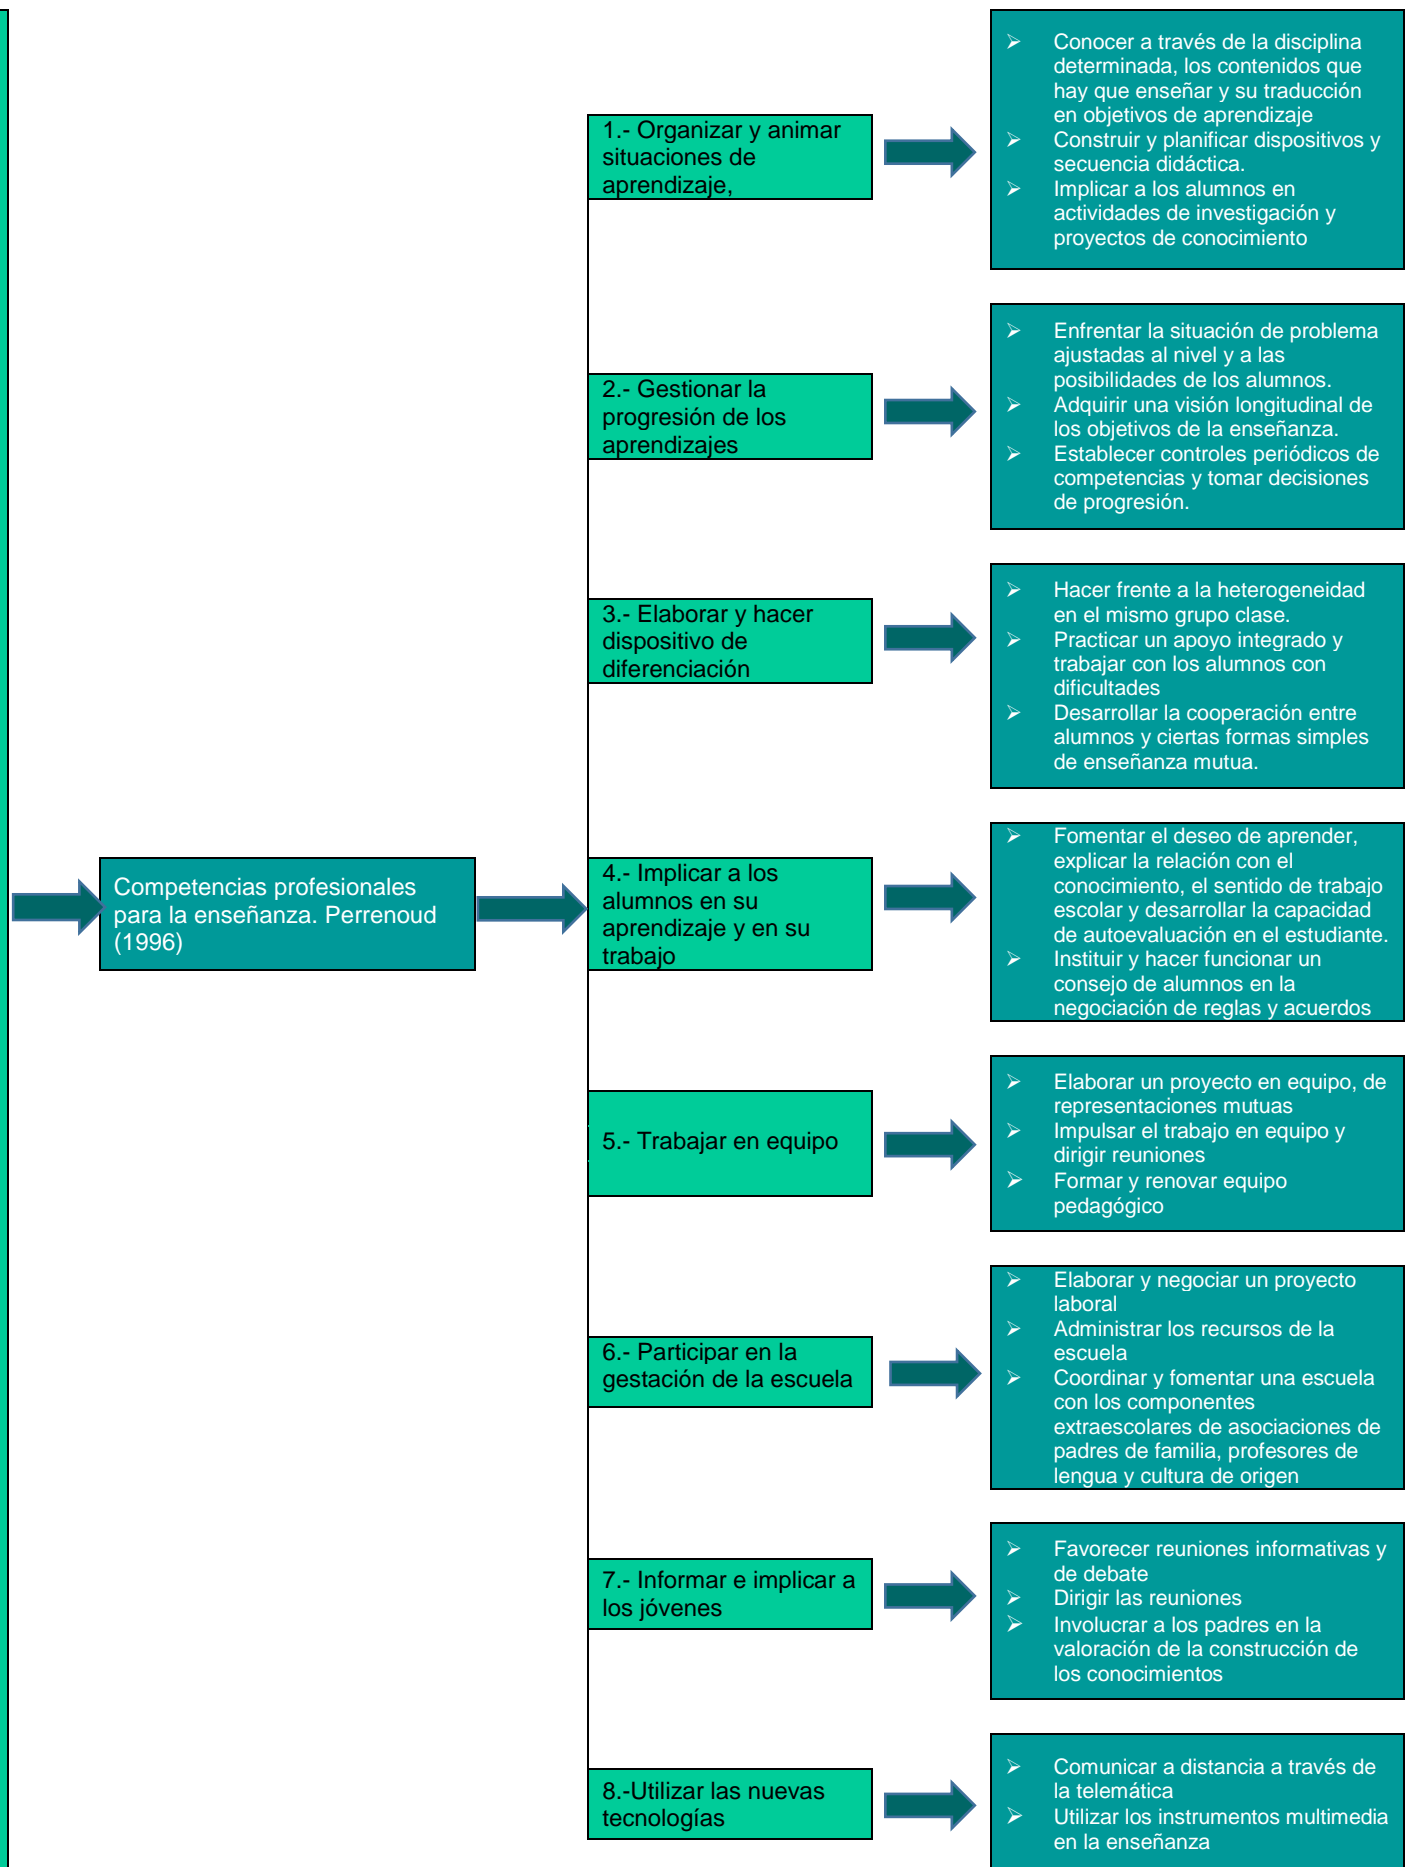 Competencias profesionales
para la enseñanza. Perrenoud
(1996)
1.- Organizar y animar
situaciones de
aprendizaje,
➢ Conocer a través de la disciplina
determinada, los contenidos que
hay que enseñar y su traducción
en objetivos de aprendizaje
➢ Construir y planificar dispositivos y
secuencia didáctica.
➢ Implicar a los alumnos en
actividades de investigación y
proyectos de conocimiento
2.- Gestionar la
progresión de los
aprendizajes
➢ Enfrentar la situación de problema
ajustadas al nivel y a las
posibilidades de los alumnos.
➢ Adquirir una visión longitudinal de
los objetivos de la enseñanza.
➢ Establecer controles periódicos de
competencias y tomar decisiones
de progresión.
3.- Elaborar y hacer
dispositivo de
diferenciación
➢ Hacer frente a la heterogeneidad
en el mismo grupo clase.
➢ Practicar un apoyo integrado y
trabajar con los alumnos con
dificultades
➢ Desarrollar la cooperación entre
alumnos y ciertas formas simples
de enseñanza mutua.
4.- Implicar a los
alumnos en su
aprendizaje y en su
trabajo
➢ Fomentar el deseo de aprender,
explicar la relación con el
conocimiento, el sentido de trabajo
escolar y desarrollar la capacidad
de autoevaluación en el estudiante.
➢ Instituir y hacer funcionar un
consejo de alumnos en la
negociación de reglas y acuerdos
5.- Trabajar en equipo
➢ Elaborar un proyecto en equipo, de
representaciones mutuas
➢ Impulsar el trabajo en equipo y
dirigir reuniones
➢ Formar y renovar equipo
pedagógico
6.- Participar en la
gestación de la escuela
➢ Elaborar y negociar un proyecto
laboral
➢ Administrar los recursos de la
escuela
➢ Coordinar y fomentar una escuela
con los componentes
extraescolares de asociaciones de
padres de familia, profesores de
lengua y cultura de origen
7.- Informar e implicar a
los jóvenes
➢ Favorecer reuniones informativas y
de debate
➢ Dirigir las reuniones
➢ Involucrar a los padres en la
valoración de la construcción de
los conocimientos
8.-Utilizar las nuevas
tecnologías
➢ Comunicar a distancia a través de
la telemática
➢ Utilizar los instrumentos multimedia
en la enseñanza